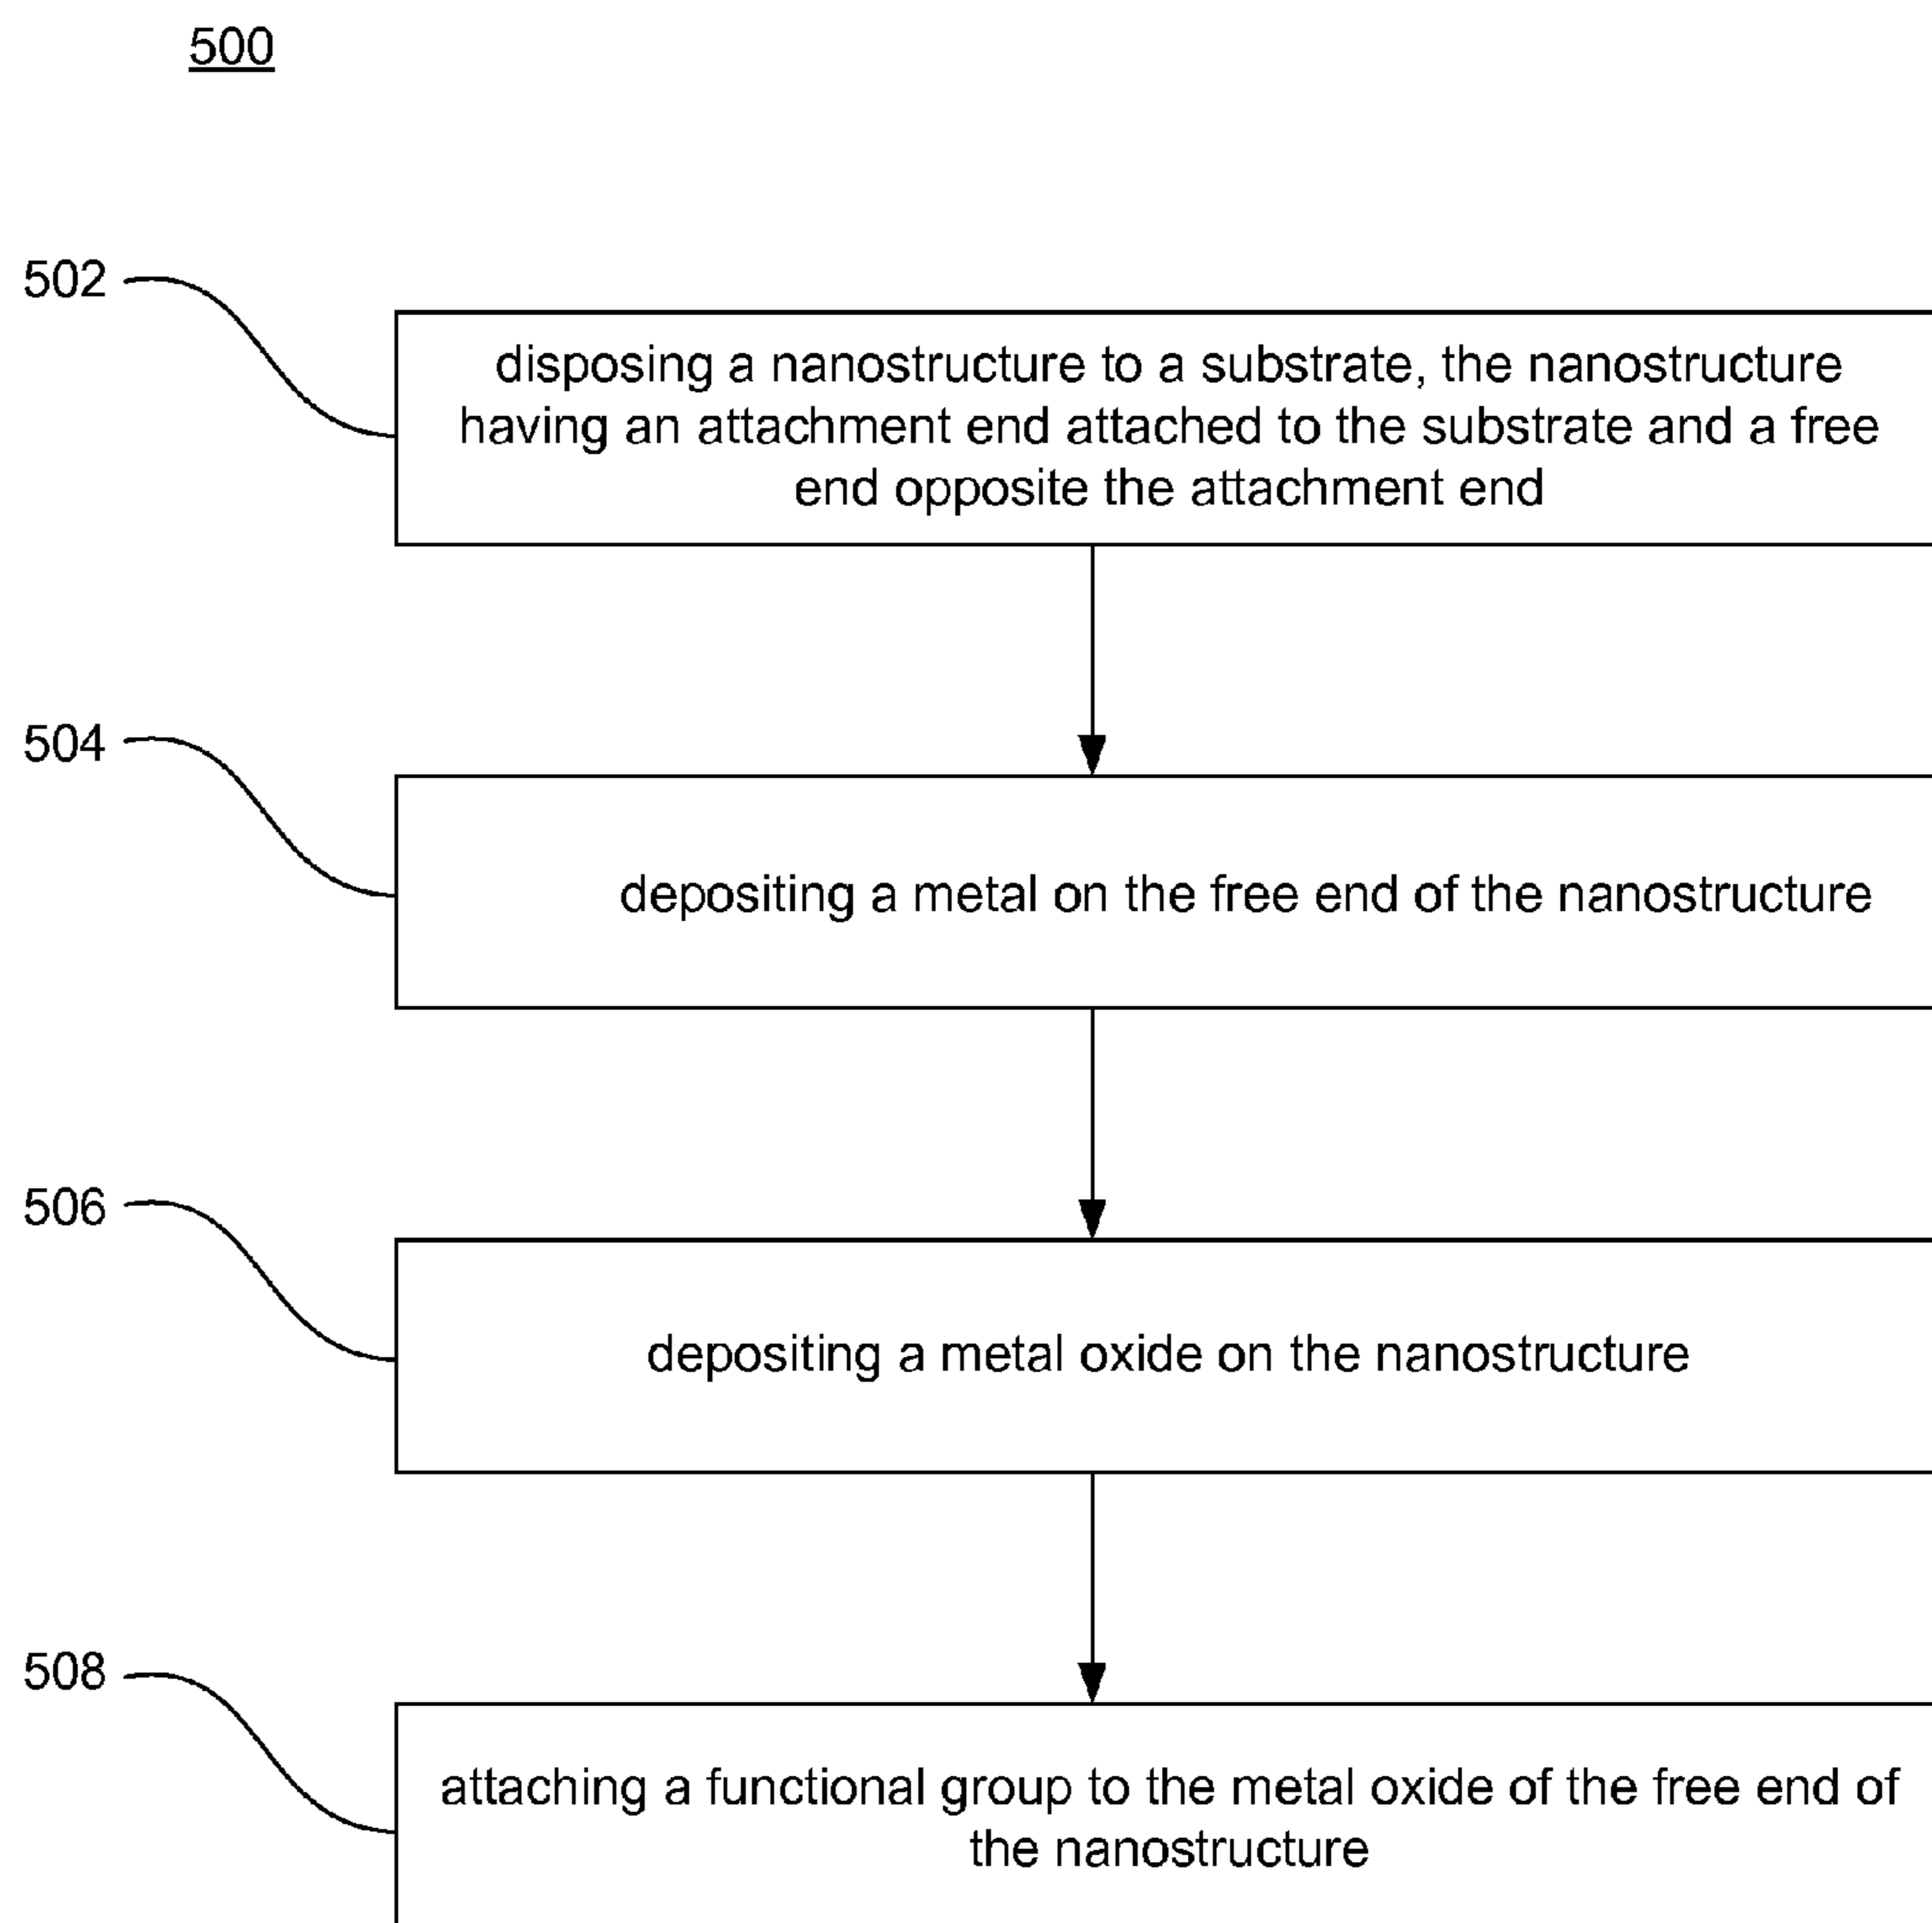 500
502
disposing a nanostructure to a substrate, the nanostructure
having an attachment end attached to the substrate and a free
end opposite the attachment end
504
depositing a metal on the free end of the nanostructure
506
depositing a metal oxide on the nanostructure
508
attaching a functional group to the metal oxide of the free end of
the nanostructure